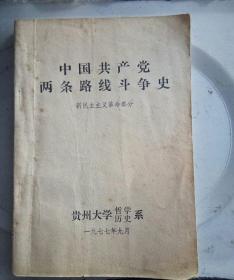 中国共产党
两条路线斗争史
新民主主义革命部分
贵州大学哲学历史系
一九七七年九月